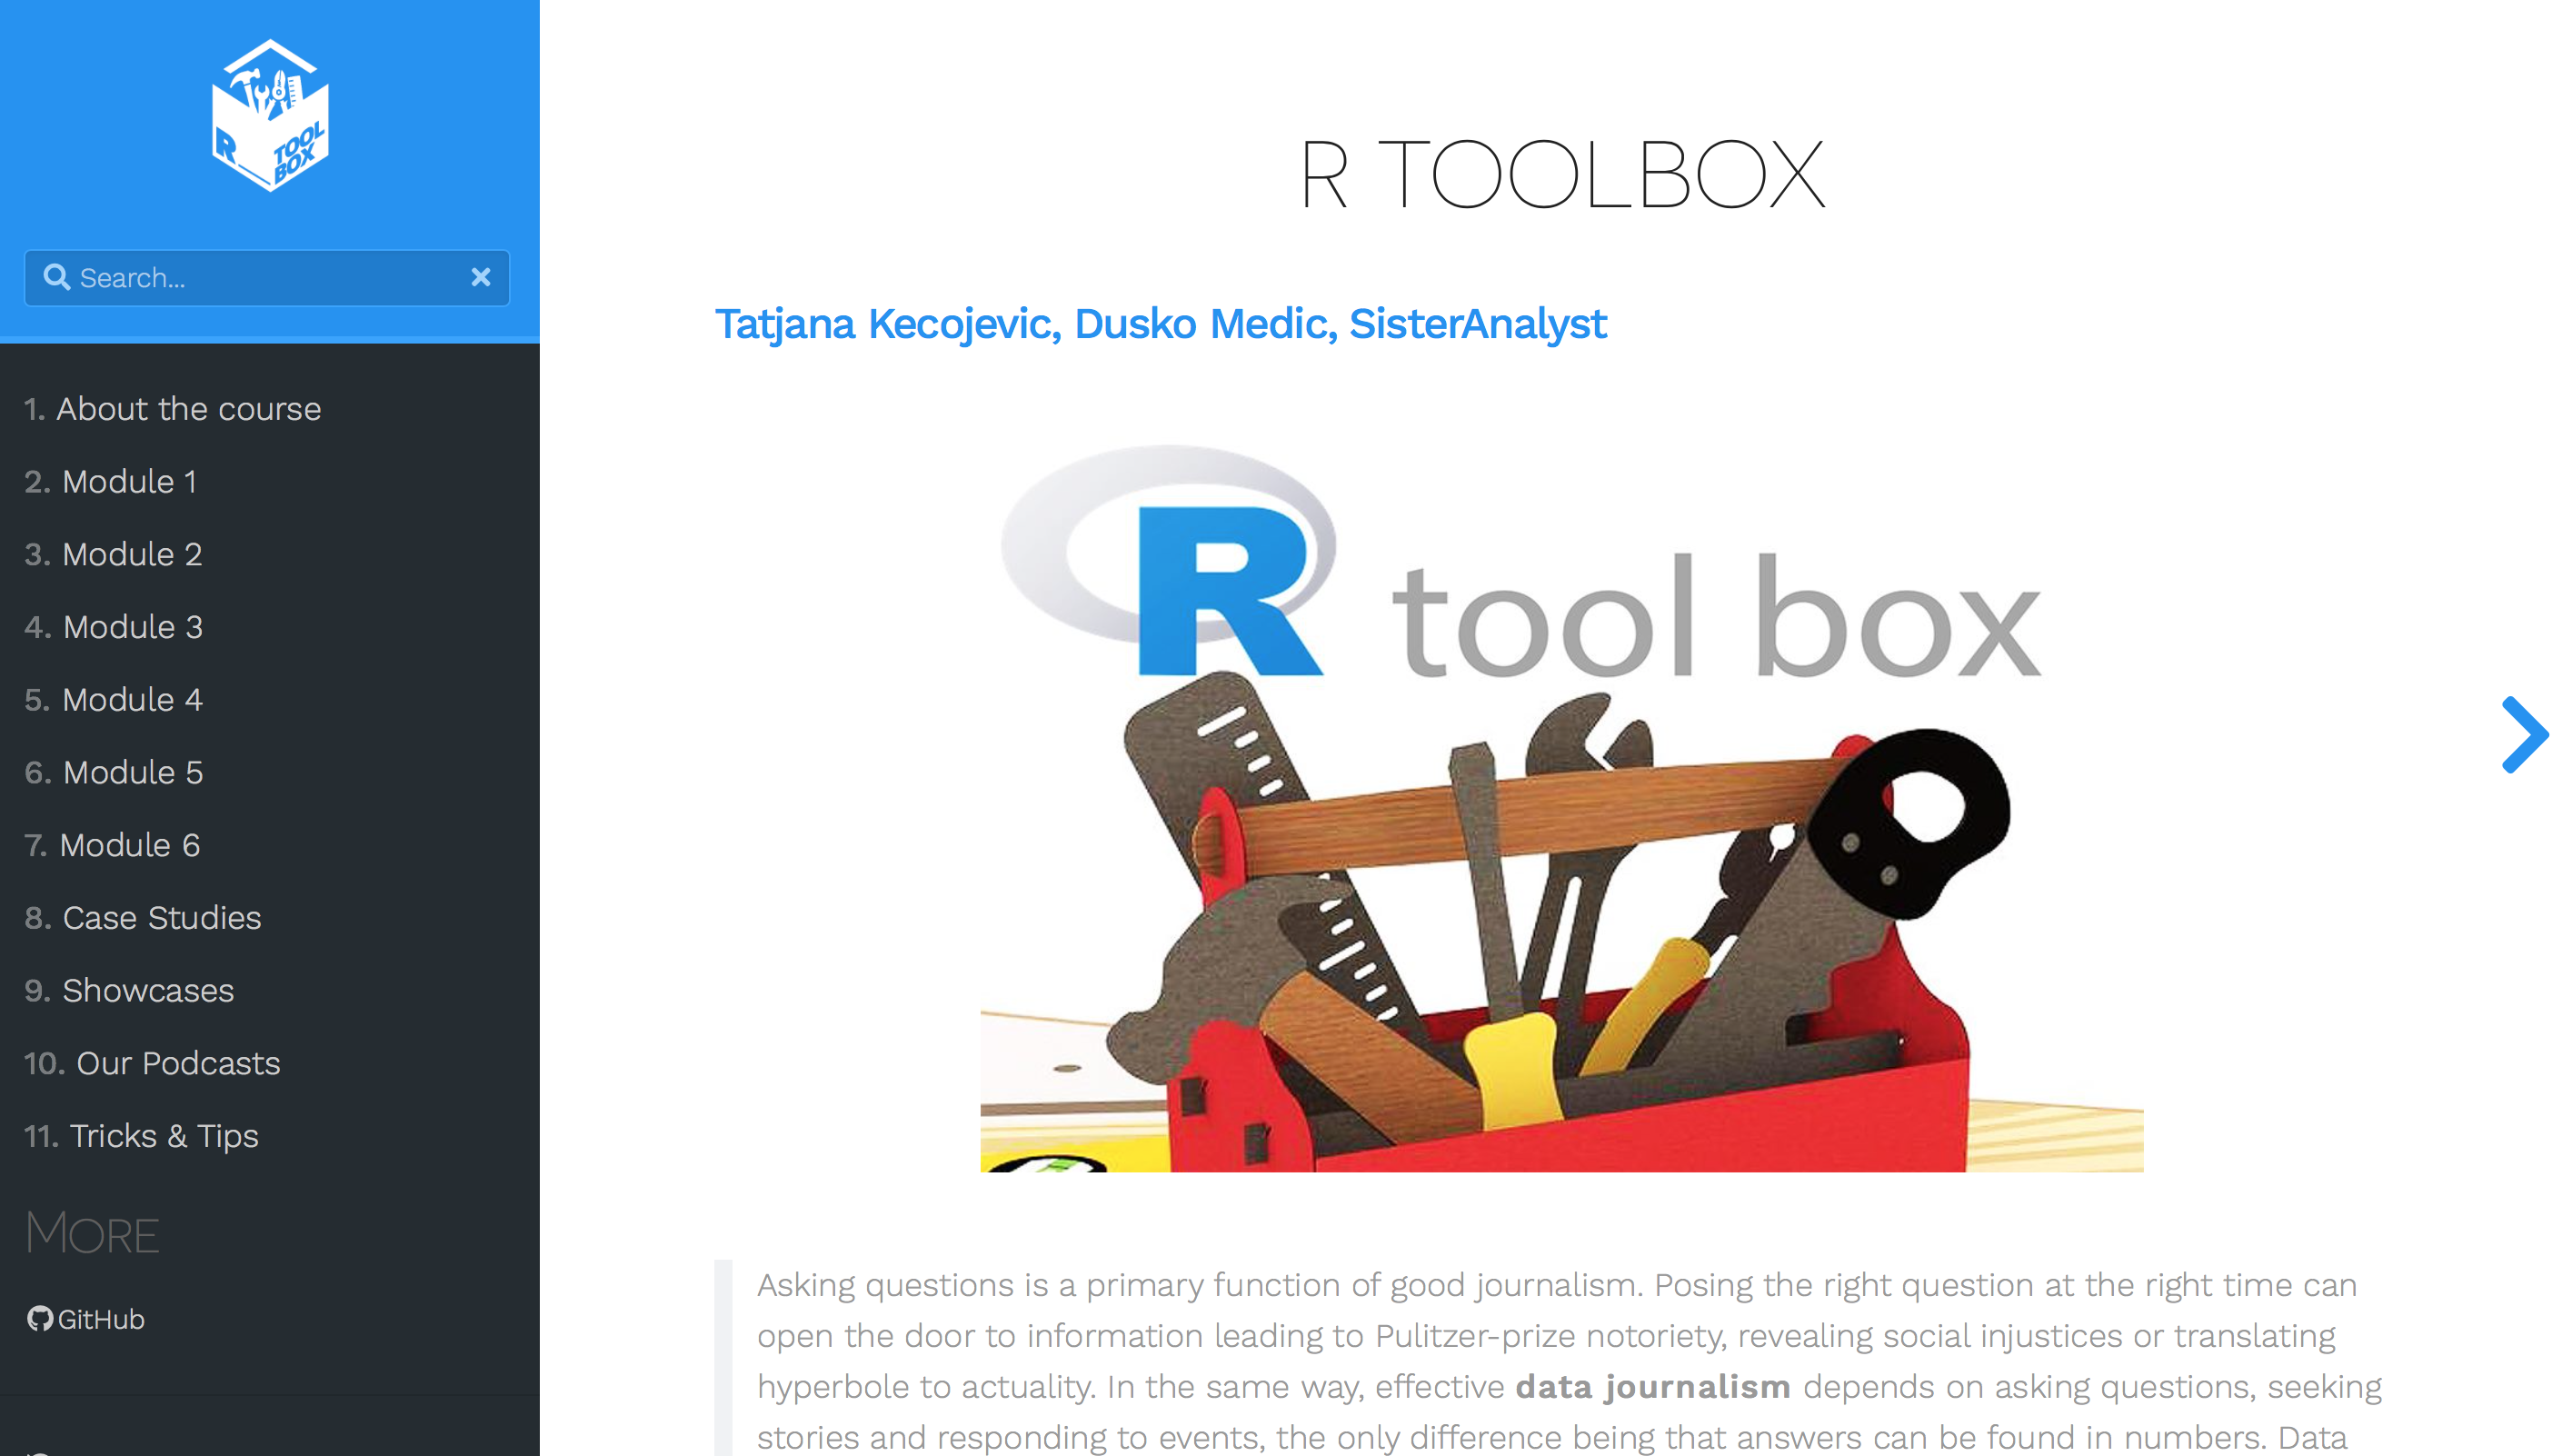 R
TOOL
BOX
Search...
1. About the course
2. Module 1
3. Module 2
4. Module 3
5. Module 4
6. Module 5
7. Module 6
8. Case Studies
9. Showcases
10. Our Podcasts
11. Tricks & Tips
MORE
GitHub
R TOOLBOX
Tatjana Kecojevic, Dusko Medic, SisterAnalyst
R tool box
Asking questions is a primary function of good journalism. Posing the right question at the right time can
open the door to information leading to Pulitzer-prize notoriety, revealing social injustices or translating
hyperbole to actuality. In the same way, effective data journalism depends on asking questions, seeking
stories and responding to events, the only difference being that answers can be found in numbers. Data